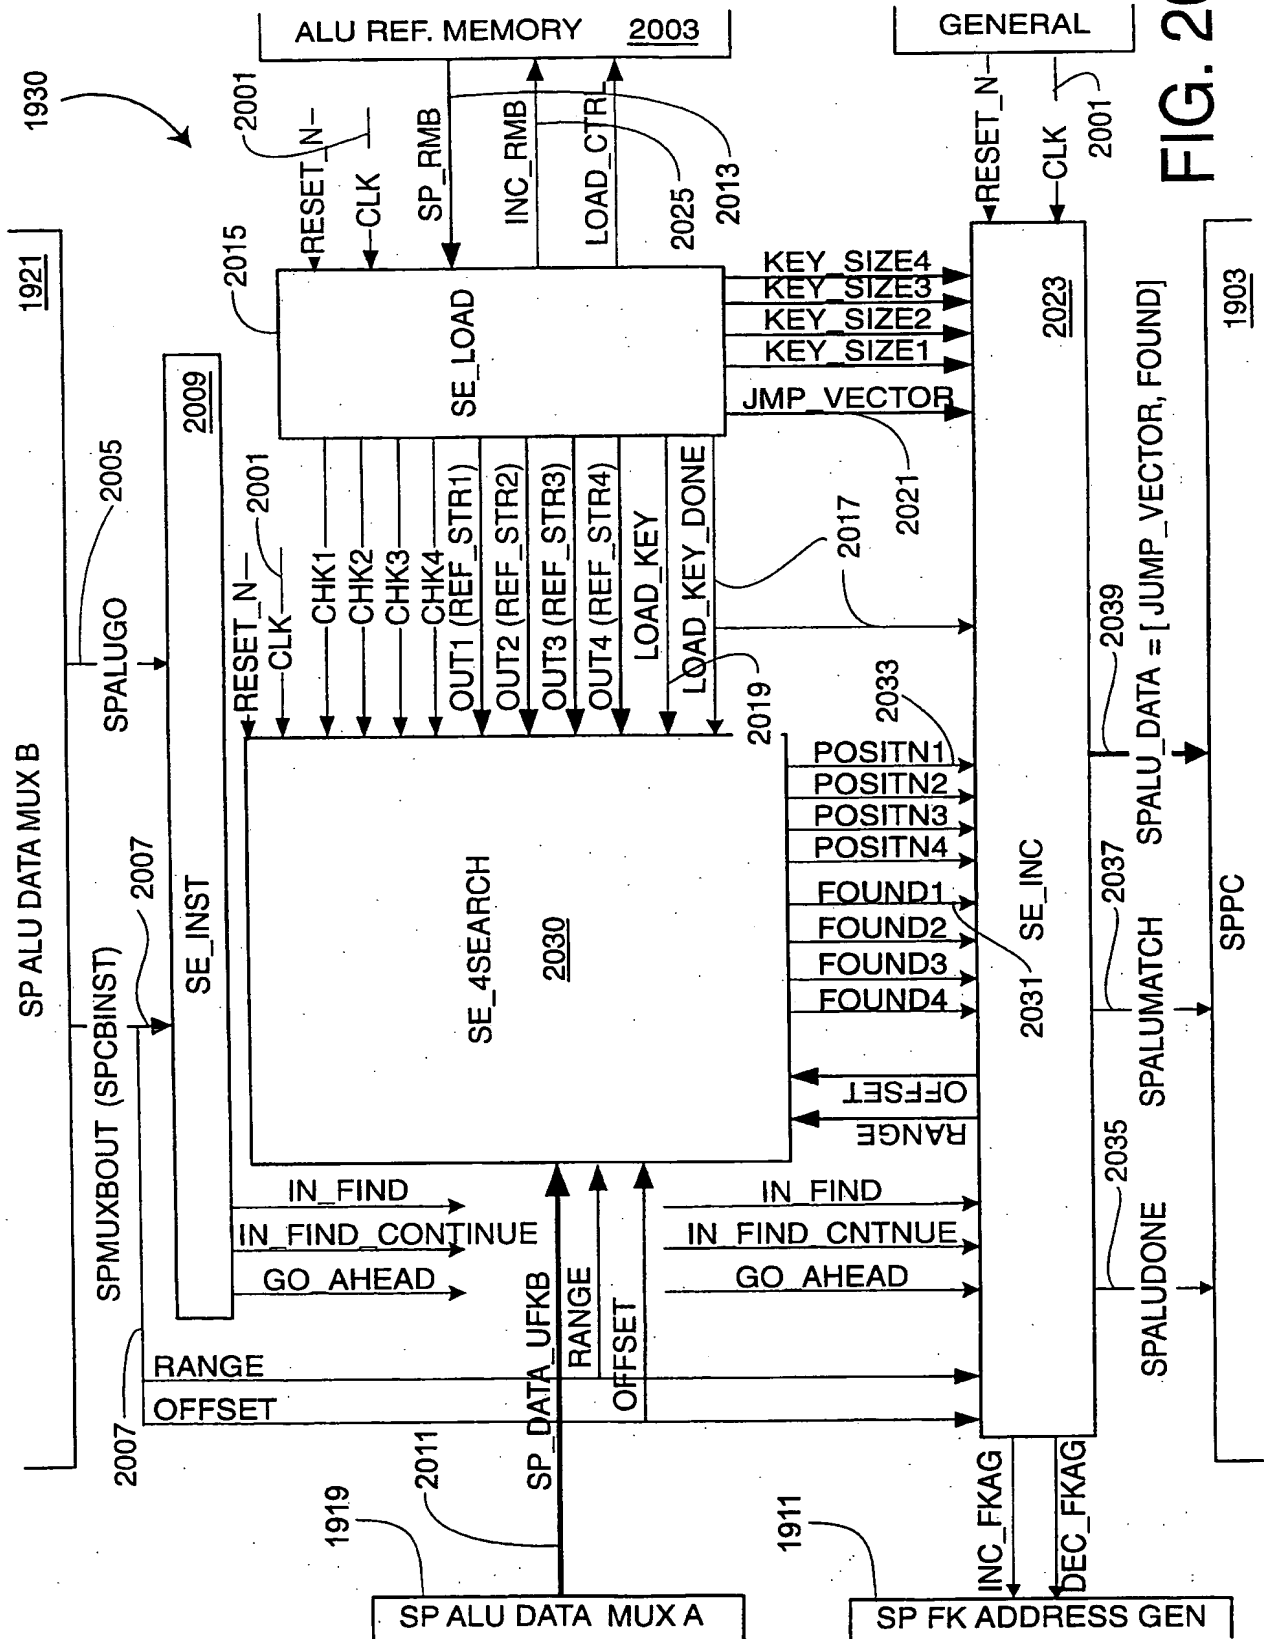 1930
ALU REF. MEMORY 2003
GENERAL
FIG. 20
2001
RESET_N
CLK
SP_RMB
INC_RMB
LOAD_CTRL
2025
2013
RESET_N
CLK
2001
SP ALU DATA MUX B
1921
2015
SE_LOAD
KEY_SIZE4
KEY_SIZE3
KEY_SIZE2
KEY_SIZE1
JMP_VECTOR
2021
2005
SPALUGO
SPMUXBOUT (SPCBINST)
2007
SE_INST
2009
RESET_N
CLK
2001
CHK1
CHK2
CHK3
CHK4
OUT1 (REF_STR1)
OUT2 (REF_STR2)
OUT3 (REF_STR3)
OUT4 (REF_STR4)
LOAD_KEY
LOAD_KEY_DONE
2019
2017
SE_4SEARCH
2030
POSITN1
POSITN2
POSITN3
POSITN4
2033
FOUND1
FOUND2
FOUND3
FOUND4
2031
OFFSET
RANGE
SE_INC
2023
IN_FIND
IN_FIND_CONTINUE
GO_AHEAD
IN_FIND
IN_FIND_CNTNUE
GO_AHEAD
RANGE
OFFSET
2007
SP_DATA_UFKB
RANGE
OFFSET
2011
1919
SP ALU DATA MUX A
1911
SP FK ADDRESS GEN
INC_FKAG
DEC_FKAG
SPALUDONE
2035
SPALUMATCH
2037
SPALU_DATA = [ JUMP_VECTOR, FOUND]
2039
SPPC
1903